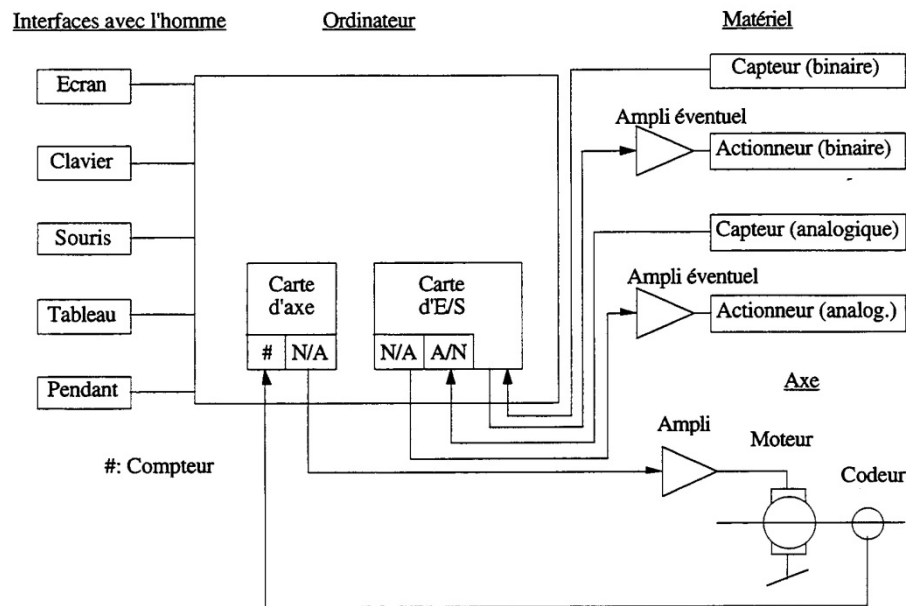 Interfaces avec l'homme
Ordinateur
Matériel
Ecran
Clavier
Souris
Tableau
Pendant
Carte
d'axe
#
N/A
Carte
d'E/S
N/A
A/N
Capteur (binaire)
Ampli éventuel
Actionneur (binaire)
Capteur (analogique)
Ampli éventuel
Actionneur (analog.)
Axe
Ampli
Moteur
Codeur
#: Compteur